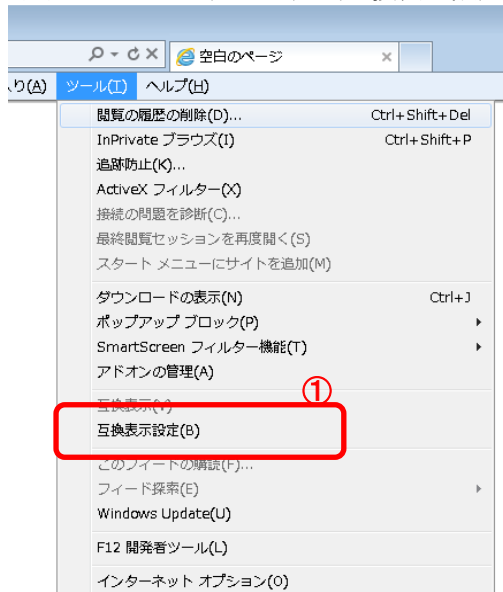 空白のページ
り(A) ツール(T) ヘルプ(H)
閲覧の履歴の削除(D)... Ctrl+Shift+Del
InPrivate ブラウズ(I) Ctrl+Shift+P
追跡防止(K)...
ActiveX フィルター(X)
接続の問題を診断(C)...
最終閲覧セッションを再度開く(S)
スタート メニューにサイトを追加(M)
ダウンロードの表示(N) Ctrl+J
ポップアップ ブロック(P)
SmartScreen フィルター機能(T)
アドオンの管理(A)
①
互換表示(V)
互換表示設定(B)
このフィードの購読(F)...
フィード探索(E)
Windows Update(U)
F12 開発者ツール(L)
インターネット オプション(O)